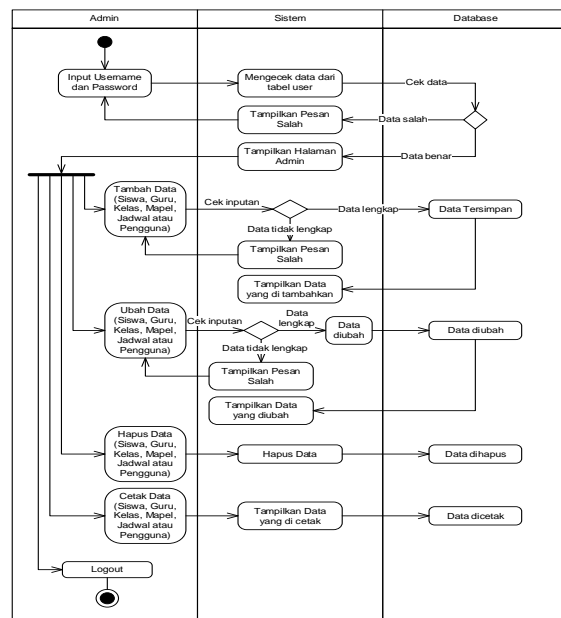 Admin
Sistem
Database
Input Username
dan Password
Mengecek data dari
tabel user
Cek data
Tampilkan Pesan
Salah
Data salah
Tampilkan Halaman
Admin
Data benar
Tambah Data
(Siswa, Guru,
Kelas, Mapel,
Jadwal atau
Pengguna)
Cek inputan
Data lengkap
Data Tersimpan
Data tidak lengkap
Tampilkan Pesan
Salah
Tampilkan Data
yang di tambahkan
Ubah Data
(Siswa, Guru,
Kelas, Mapel,
Jadwal atau
Pengguna)
Cek inputan
Data
lengkap
Data
diubah
Data diubah
Data tidak lengkap
Tampilkan Pesan
Salah
Tampilkan Data
yang diubah
Hapus Data
(Siswa, Guru,
Kelas, Mapel,
Jadwal atau
Pengguna)
Hapus Data
Data dihapus
Cetak Data
(Siswa, Guru,
Kelas, Mapel,
Jadwal atau
Pengguna)
Tampilkan Data
yang di cetak
Data dicetak
Logout